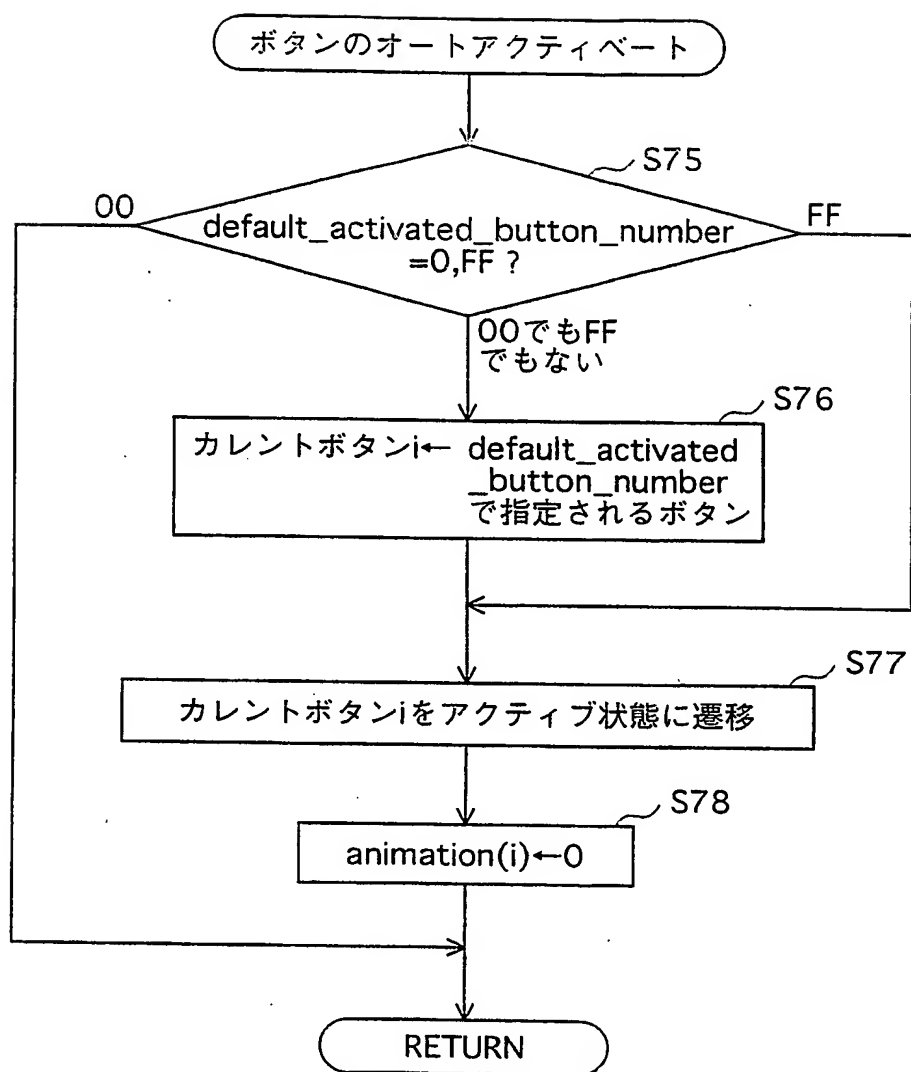 ボタンのオートアクティベート
S75
00
FF
default_activated_button_number
=0,FF ?
00でもFF
でもない
S76
カレントボタンi← default_activated
_button_number
で指定されるボタン
S77
カレントボタンiをアクティブ状態に遷移
S78
animation(i)←0
RETURN